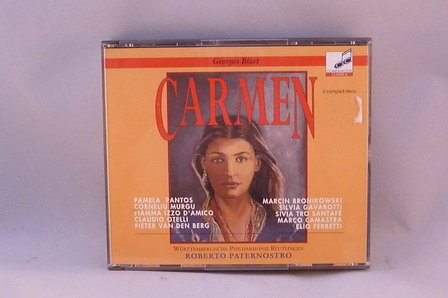 Georges Bizet
2 compact discs
CARMEN
PAMELA PANTOS
CORNELIU MURGU
FIAMMA IZZO D'AMICO
CLAUDIO OTELLI
PIETER VAN DEN BERG
MARCIN BRONIKOWSKI
SILVIA GAVAROTTI
SIVIA TRO SANTAFÉ
MARCO CAMASTRA
ELIO FERRETTI
WÜRTTEMBERGISCHE PHILHARMONIE REUTLINGEN
ROBERTO PATERNOSTRO